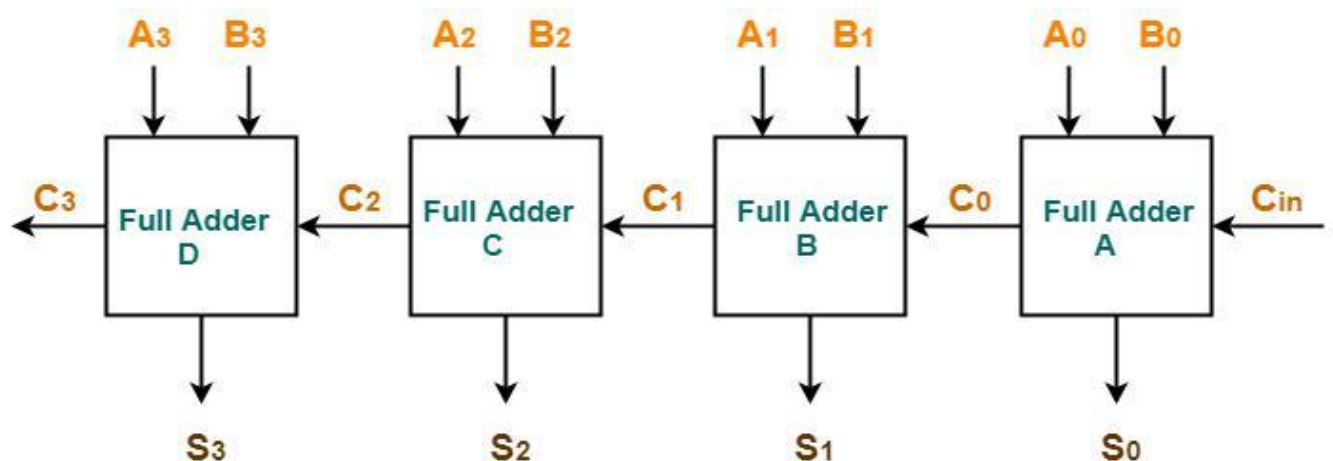 A3 B3 A2 B2 A1 B1 A0 B0
C3 C2 C1 C0 Cin
Full Adder D
Full Adder C
Full Adder B
Full Adder A
S3 S2 S1 S0